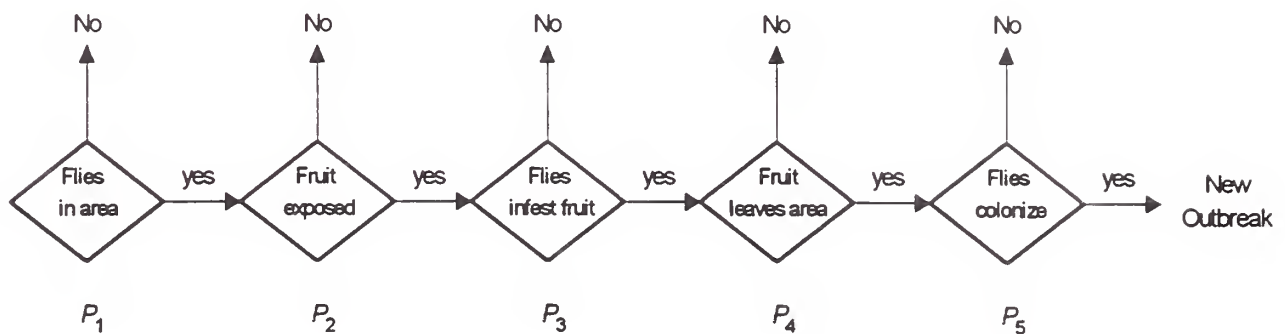 No No No No No
Flies
in area
yes
Fruit
exposed
yes
Flies
infest fruit
yes
Fruit
leaves area
yes
Flies
colonize
yes
New
Outbreak
P1 P2 P3 P4 P5